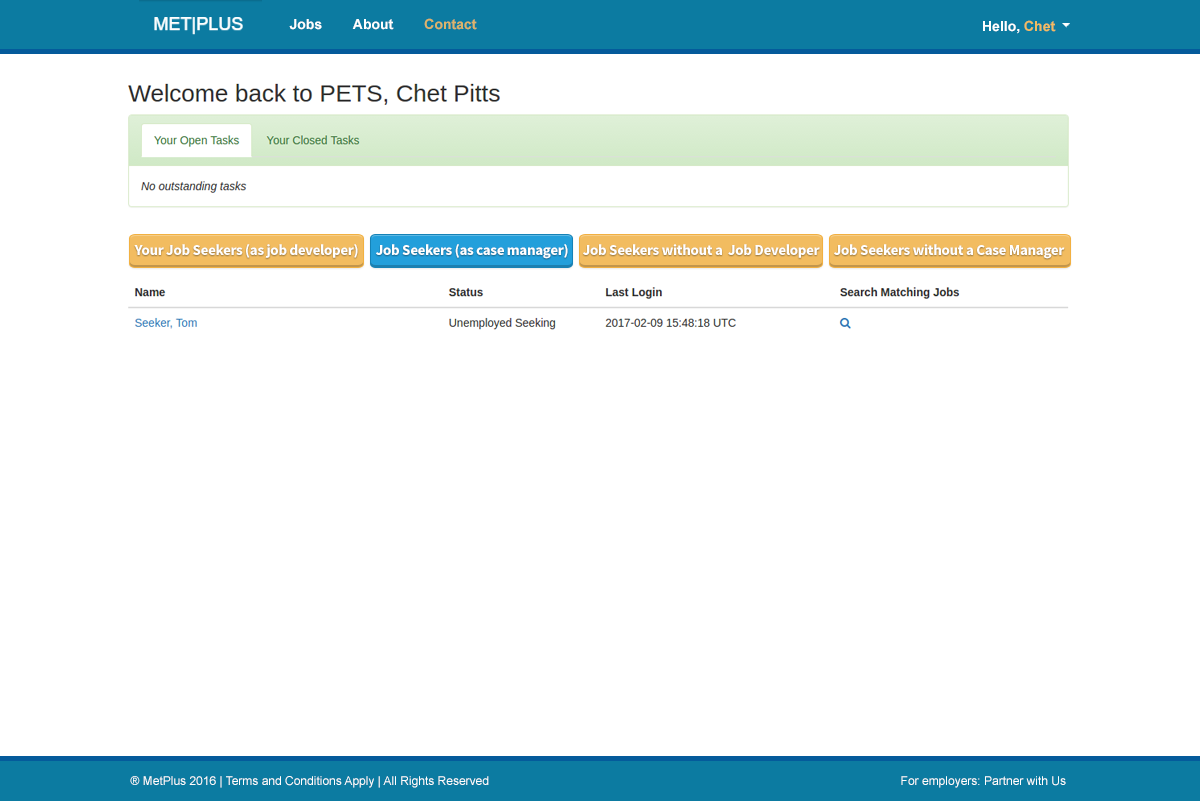 MET|PLUS Jobs About Contact Hello, Chet
Welcome back to PETS, Chet Pitts
Your Open Tasks Your Closed Tasks
No outstanding tasks
Your Job Seekers (as job developer) Job Seekers (as case manager) Job Seekers without a Job Developer Job Seekers without a Case Manager
Name Status Last Login Search Matching Jobs
Seeker, Tom Unemployed Seeking 2017-02-09 15:48:18 UTC
® MetPlus 2016 | Terms and Conditions Apply | All Rights Reserved For employers: Partner with Us